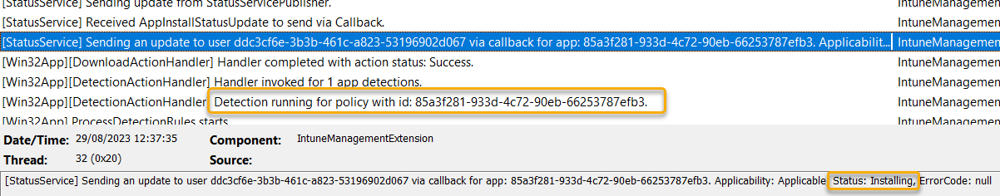 [StatusService] Sending update from StatusServicePublisher. IntuneManagemen
[StatusService] Received AppInstallStatusUpdate to send via Callback. IntuneManagemen
[StatusService] Sending an update to user ddc3cf6e-3b3b-461c-a823-53196902d067 via callback for app: 85a3f281-933d-4c72-90eb-66253787efb3. Applicabilit... IntuneManagemen
[Win32App][DownloadActionHandler] Handler completed with action status: Success. IntuneManagemen
[Win32App][DetectionActionHandler] Handler invoked for 1 app detections. IntuneManagemen
[Win32App][DetectionActionHandler Detection running for policy with id: 85a3f281-933d-4c72-90eb-66253787efb3. IntuneManagemen
[Win32App] ProcessDetectionRules starts IntuneManagemen
Date/Time: 29/08/2023 12:37:35 Component: IntuneManagementExtension
Thread: 32 (0x20) Source:
[StatusService] Sending an update to user ddc3cf6e-3b3b-461c-a823-53196902d067 via callback for app: 85a3f281-933d-4c72-90eb-66253787efb3. Applicability: Applicable Status: Installing, ErrorCode: null